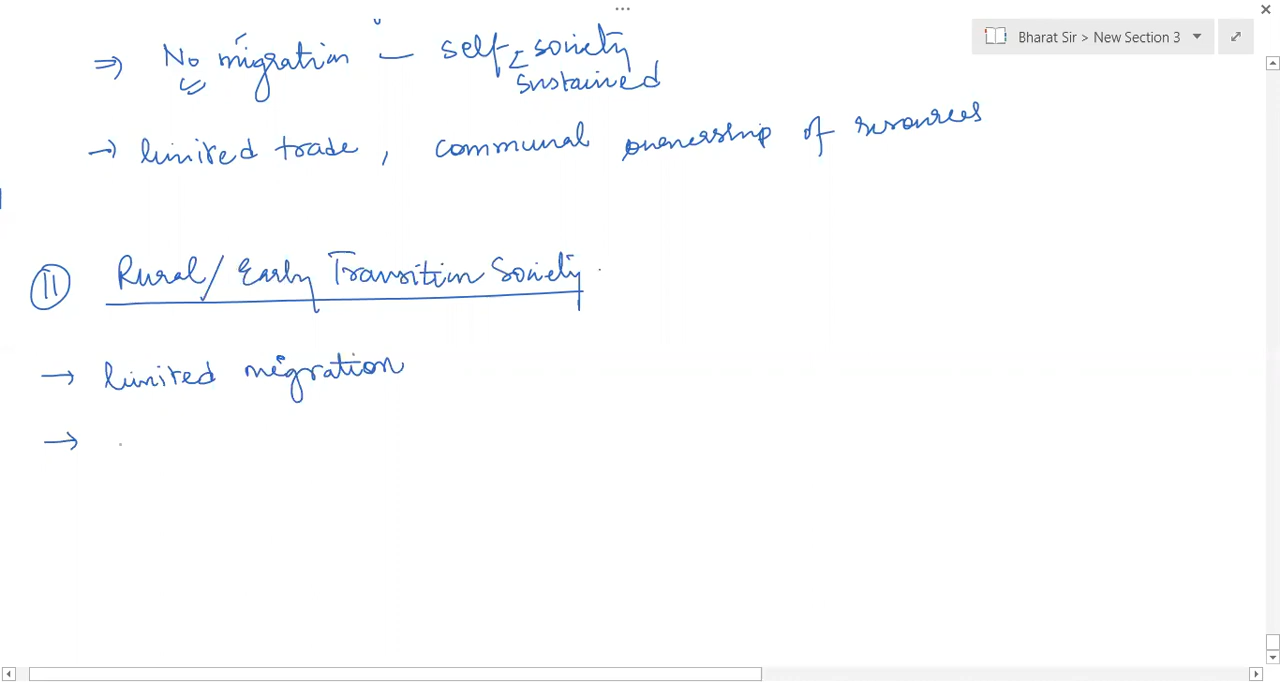 ...
Bharat Sir > New Section 3
⇒ No migration — self society
sustained
→ limited trade, communal ownership of resources
II Rural/Early Transition Society
→ limited migration
→